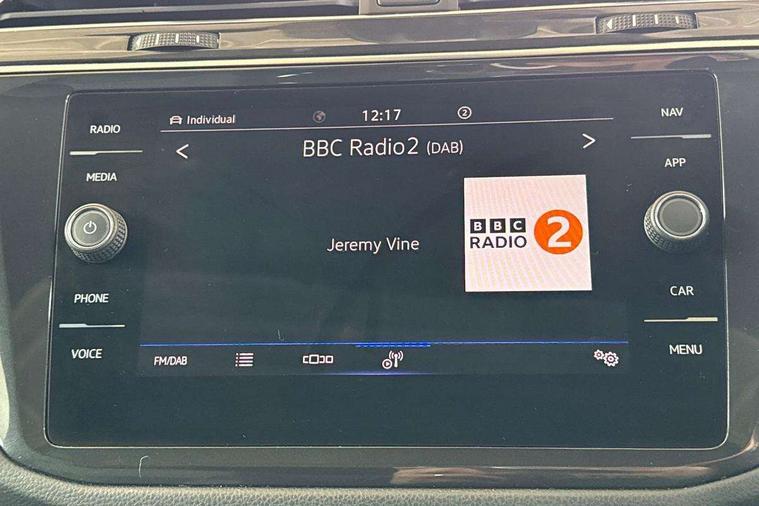 RADIO
MEDIA
PHONE
VOICE
Individual
12:17
2
BBC Radio2 (DAB)
Jeremy Vine
BBC
RADIO
2
FM/DAB
NAV
APP
CAR
MENU